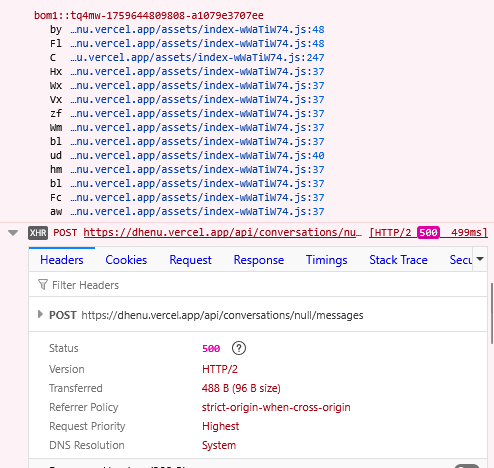 bom1::tq4mw-1759644809808-a1079e3707ee
by …nu.vercel.app/assets/index-wWaTiW74.js:48
Fl …nu.vercel.app/assets/index-wWaTiW74.js:48
C …u.vercel.app/assets/index-wWaTiW74.js:247
Hx …nu.vercel.app/assets/index-wWaTiW74.js:37
Wx …nu.vercel.app/assets/index-wWaTiW74.js:37
Vx …nu.vercel.app/assets/index-wWaTiW74.js:37
zf …nu.vercel.app/assets/index-wWaTiW74.js:37
Wm …nu.vercel.app/assets/index-wWaTiW74.js:37
bl …nu.vercel.app/assets/index-wWaTiW74.js:37
ud …nu.vercel.app/assets/index-wWaTiW74.js:40
hm …nu.vercel.app/assets/index-wWaTiW74.js:37
bl …nu.vercel.app/assets/index-wWaTiW74.js:37
Fc …nu.vercel.app/assets/index-wWaTiW74.js:37
aw …nu.vercel.app/assets/index-wWaTiW74.js:37
XHR POST https://dhenu.vercel.app/api/conversations/nu… [HTTP/2 500 499ms]
Headers Cookies Request Response Timings Stack Trace Secu
Filter Headers
POST https://dhenu.vercel.app/api/conversations/null/messages
Status 500 ?
Version HTTP/2
Transferred 488 B (96 B size)
Referrer Policy strict-origin-when-cross-origin
Request Priority Highest
DNS Resolution System